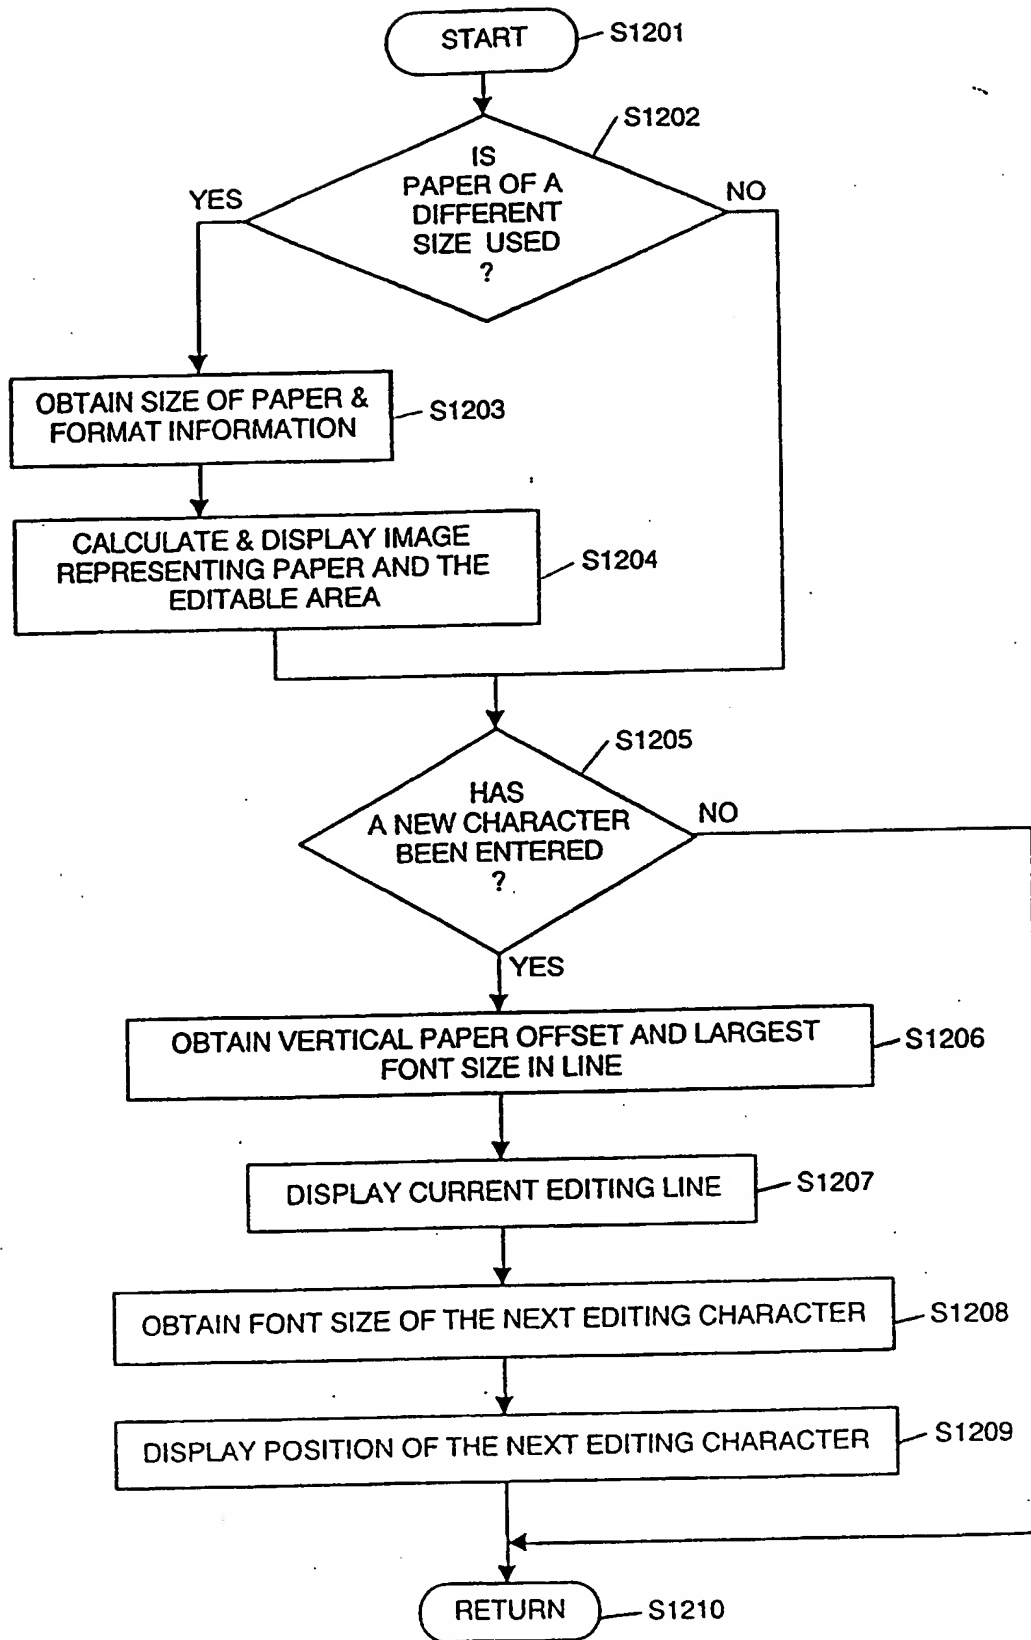 START
S1201
S1202
IS
PAPER OF A
DIFFERENT
SIZE USED
?
YES
NO
OBTAIN SIZE OF PAPER &
FORMAT INFORMATION
S1203
CALCULATE & DISPLAY IMAGE
REPRESENTING PAPER AND THE
EDITABLE AREA
S1204
S1205
HAS
A NEW CHARACTER
BEEN ENTERED
?
NO
YES
OBTAIN VERTICAL PAPER OFFSET AND LARGEST
FONT SIZE IN LINE
S1206
DISPLAY CURRENT EDITING LINE
S1207
OBTAIN FONT SIZE OF THE NEXT EDITING CHARACTER
S1208
DISPLAY POSITION OF THE NEXT EDITING CHARACTER
S1209
RETURN
S1210